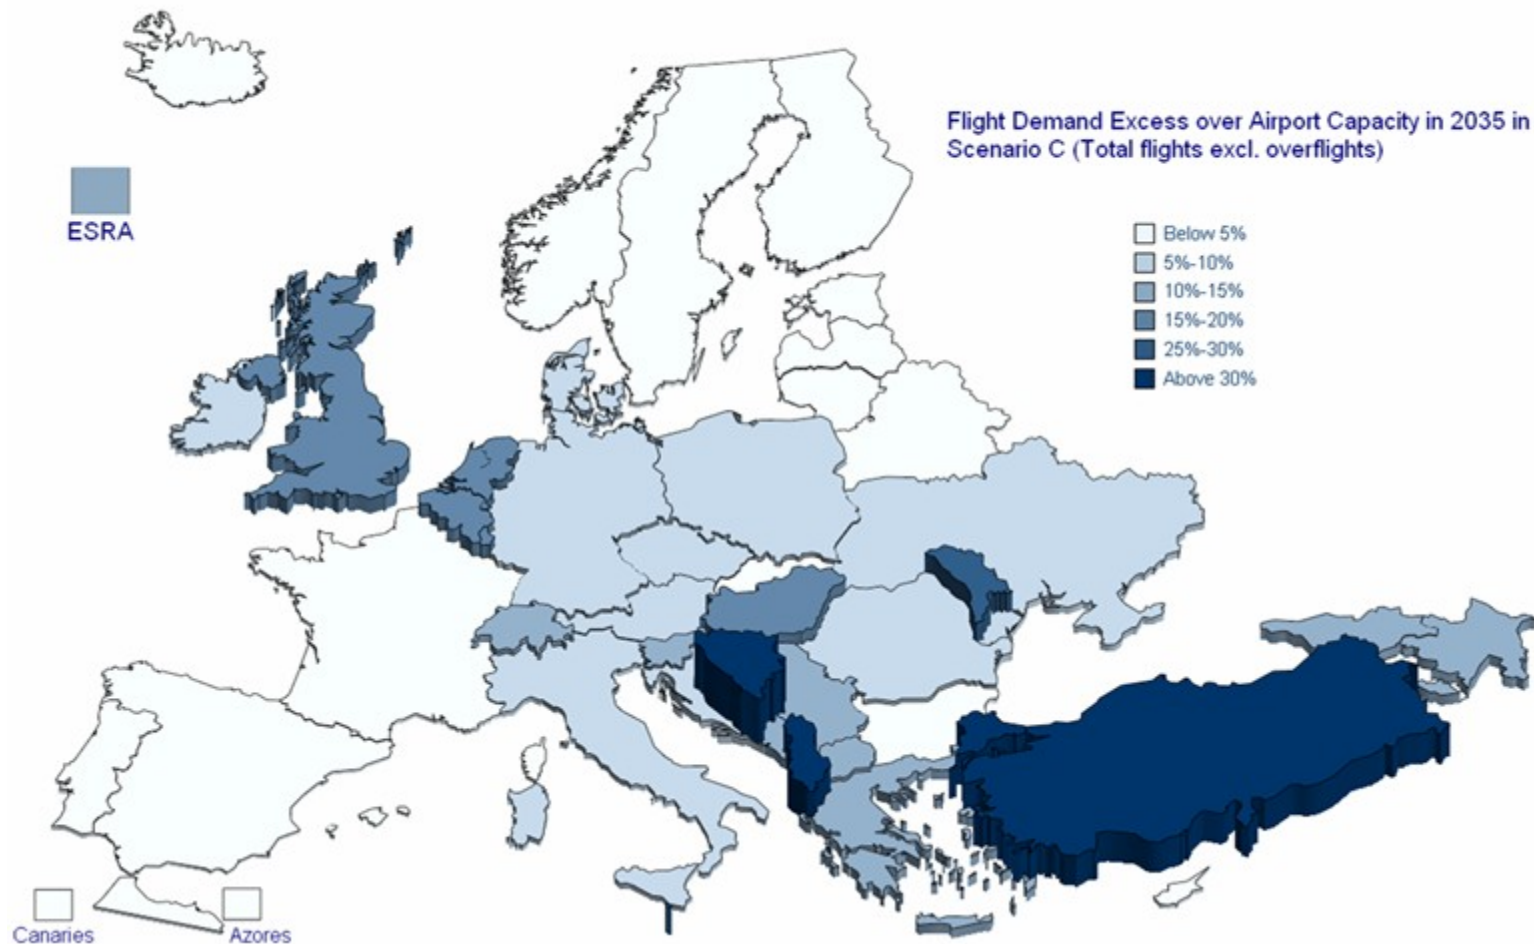 Flight Demand Excess over Airport Capacity in 2035 in
Scenario C (Total flights excl. overflights)
ESRA
Below 5%
5%-10%
10%-15%
15%-20%
25%-30%
Above 30%
Canaries
Azores